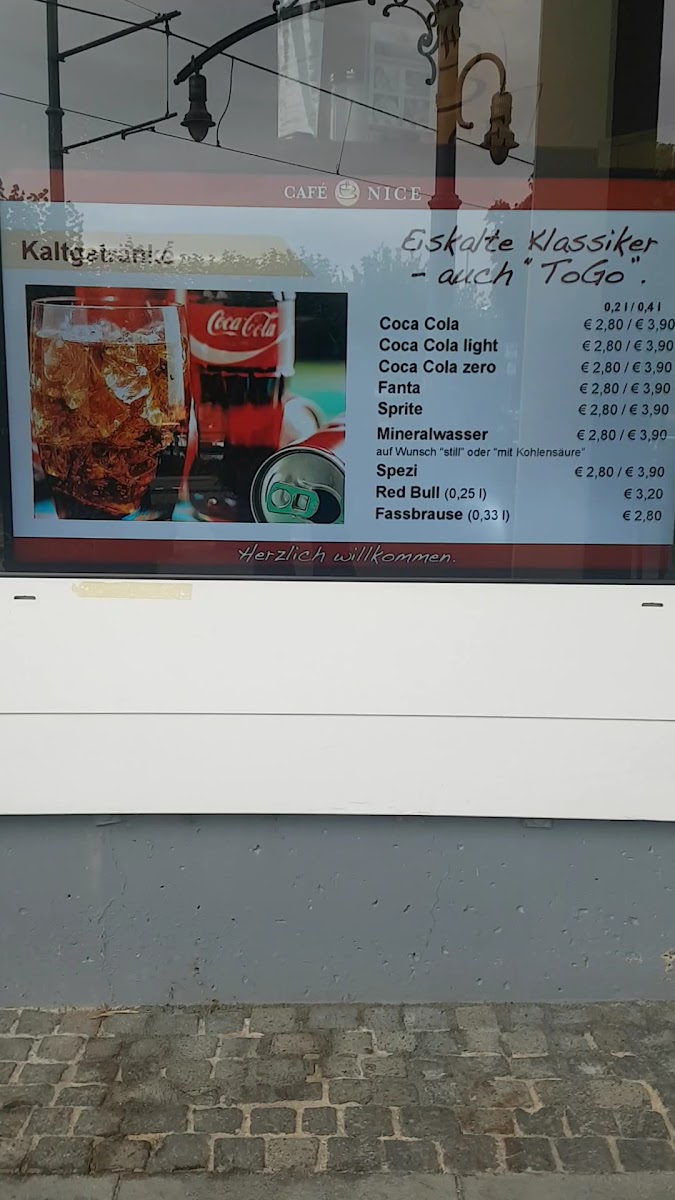 CAFÉ NICE
Kaltgetränke
Eiskalte Klassiker
- auch "ToGo".
Coca-Cola
0,2 l / 0,4 l
Coca Cola € 2,80 / € 3,90
Coca Cola light € 2,80 / € 3,90
Coca Cola zero € 2,80 / € 3,90
Fanta € 2,80 / € 3,90
Sprite € 2,80 / € 3,90
Mineralwasser € 2,80 / € 3,90
auf Wunsch "still" oder "mit Kohlensäure"
Spezi € 2,80 / € 3,90
Red Bull (0,25 l) € 3,20
Fassbrause (0,33 l) € 2,80
Herzlich willkommen.